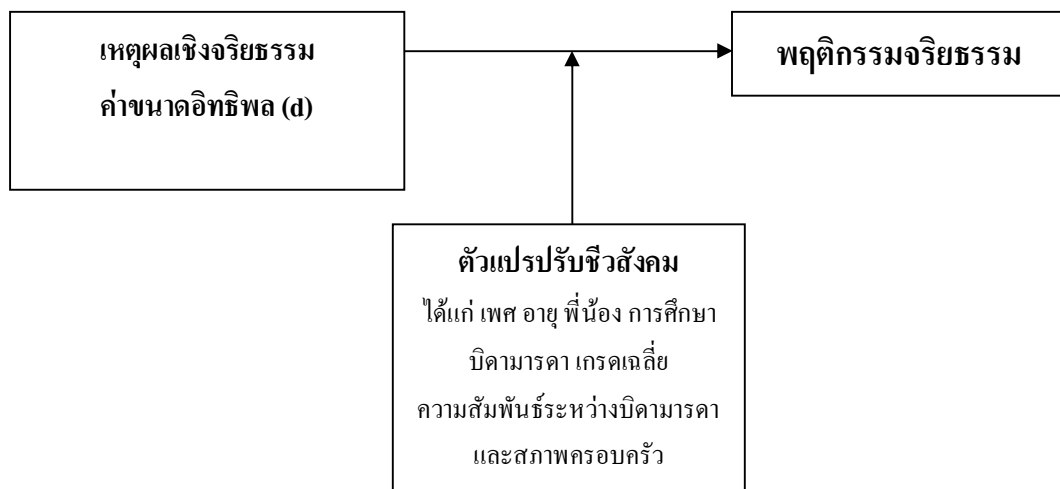 เหตุผลเชิงจริยธรรม
ค่าขนาดอิทธิพล (d)
พฤติกรรมจริยธรรม
ตัวแปรปรับชีวสังคม
ได้แก่ เพศ อายุ พี่น้อง การศึกษา
บิดามารดา เกรดเฉลี่ย
ความสัมพันธ์ระหว่างบิดามารดา
และสภาพครอบครัว